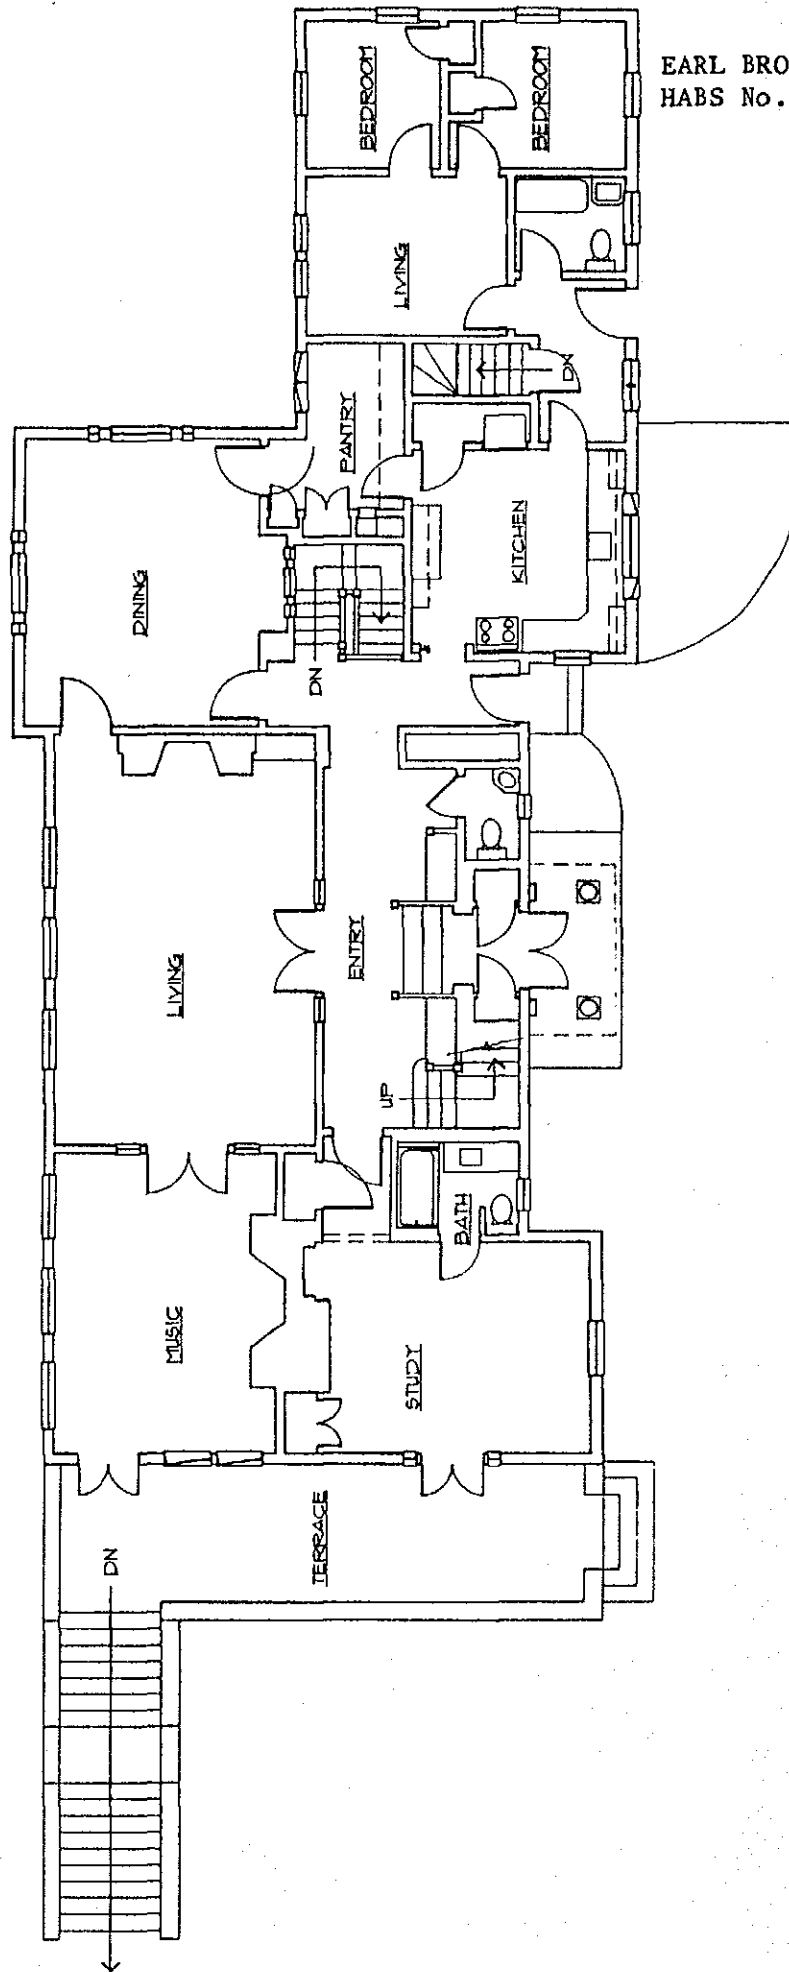 EARL BRO
HABS No.
BEDROOM
BEDROOM
LIVING
DN
PANTRY
KITCHEN
DINING
DN
LIVING
ENTRY
UP
BATH
MUSIC
STUDY
TERRACE
DN